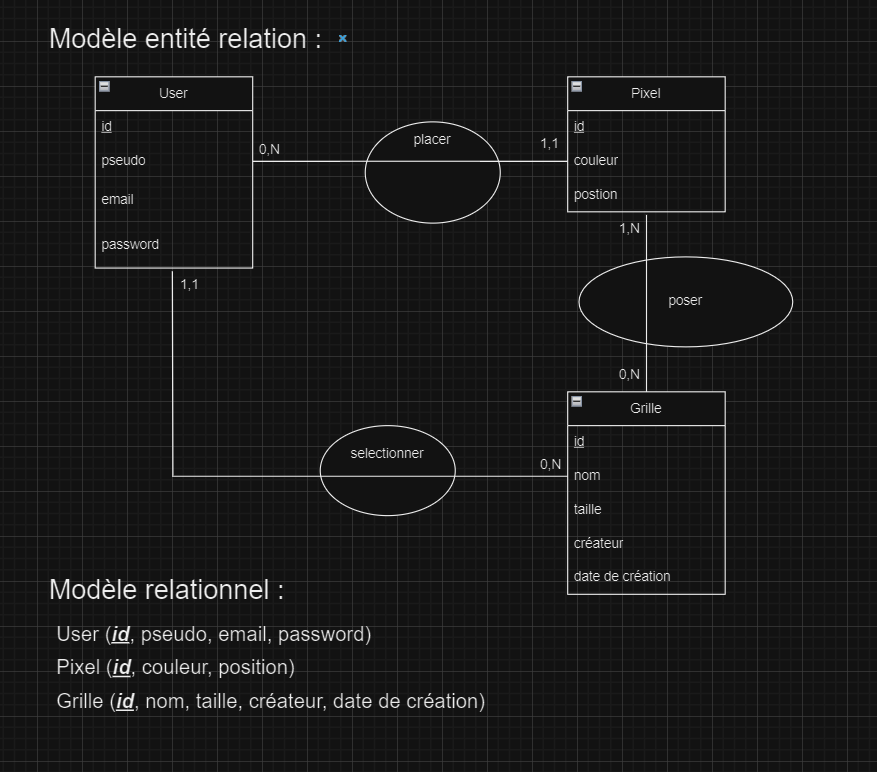 Modèle entité relation :
User
id
pseudo
email
password
0,N
placer
1,1
Pixel
id
couleur
postion
1,1
1,N
poser
0,N
selectionner
0,N
Grille
id
nom
taille
créateur
date de création
Modèle relationnel :
User (id, pseudo, email, password)
Pixel (id, couleur, position)
Grille (id, nom, taille, créateur, date de création)